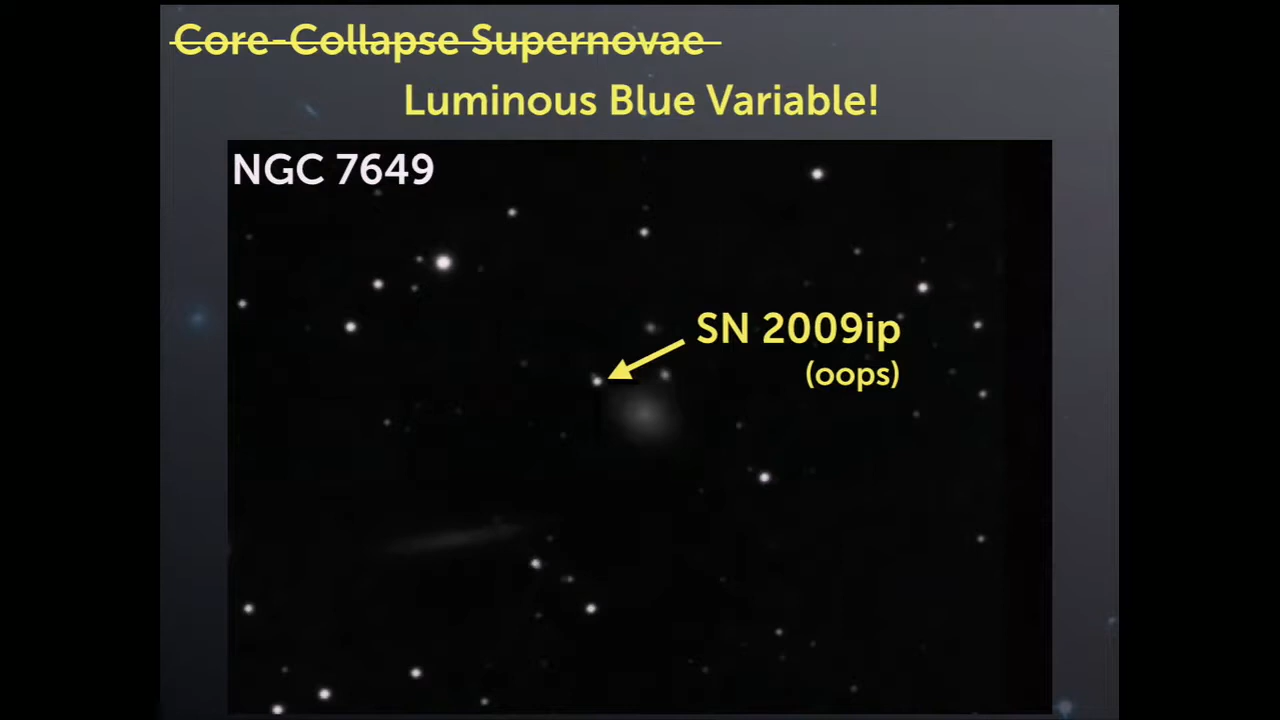 Core-Collapse Supernovae
Luminous Blue Variable!
NGC 7649
SN 2009ip
(oops)